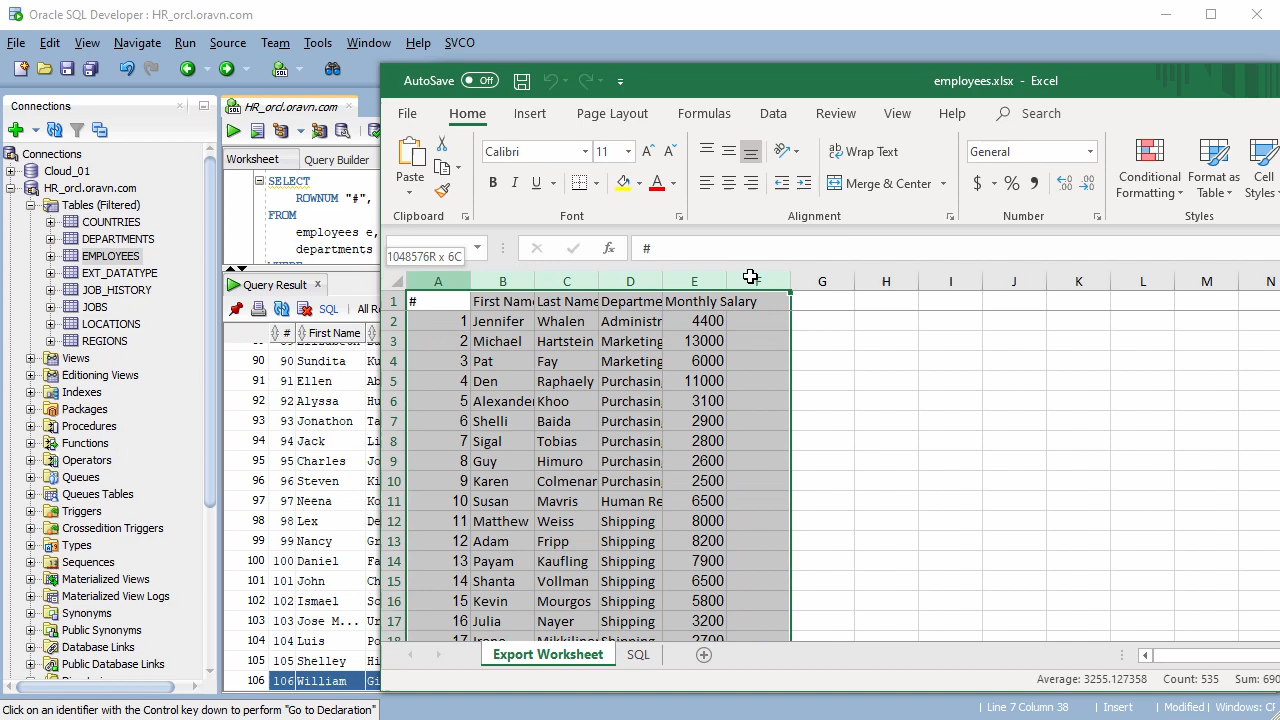 Oracle SQL Developer : HR_orcl.oravn.com
File Edit View Navigate Run Source Team Tools Window Help SVCO
Connections
Connections
Cloud_01
HR_orcl.oravn.com
Tables (Filtered)
COUNTRIES
DEPARTMENTS
EMPLOYEES
EXT_DATATYPE
JOB_HISTORY
JOBS
LOCATIONS
REGIONS
Views
Editioning Views
Indexes
Packages
Procedures
Functions
Operators
Queues
Queues Tables
Triggers
Crossedition Triggers
Types
Sequences
Materialized Views
Materialized View Logs
Synonyms
Public Synonyms
Database Links
Public Database Links
HR_orcl.oravn.com
Worksheet Query Builder
SELECT
ROWNUM "#",
FROM
employees e,
departments
Query Result
SQL All R
# First Name
90 90 Sundita Ku
91 91 Ellen Ab
92 92 Alyssa Hu
93 93 Jonathon Ta
94 94 Jack Li
95 95 Charles Jo
96 96 Steven Ki
97 97 Neena Ko
98 98 Lex De
99 99 Nancy Gr
100 100 Daniel Fa
101 101 John Ch
102 102 Ismael Sc
103 103 Jose M... Ur
104 104 Luis Po
105 105 Shelley Hi
106 106 William Gi
AutoSave Off employees.xlsx - Excel
File Home Insert Page Layout Formulas Data Review View Help Search
Paste
Clipboard
Calibri 11
B I U
Font
Wrap Text
Merge & Center
Alignment
General
$ % ,
Number
Conditional Formatting
Format as Table
Cell Styles
Styles
1048576R x 6C
fx #
A B C D E G H I J K L M N
1 # First Name Last Name Departme Monthly Salary
2 1 Jennifer Whalen Administr 4400
3 2 Michael Hartstein Marketing 13000
4 3 Pat Fay Marketing 6000
5 4 Den Raphaely Purchasing 11000
6 5 Alexander Khoo Purchasing 3100
7 6 Shelli Baida Purchasing 2900
8 7 Sigal Tobias Purchasing 2800
9 8 Guy Himuro Purchasing 2600
10 9 Karen Colmenar Purchasing 2500
11 10 Susan Mavris Human Re 6500
12 11 Matthew Weiss Shipping 8000
13 12 Adam Fripp Shipping 8200
14 13 Payam Kaufling Shipping 7900
15 14 Shanta Vollman Shipping 6500
16 15 Kevin Mourgos Shipping 5800
17 16 Julia Nayer Shipping 3200
18 17 Irene Mikkiline Shipping 2700
Export Worksheet SQL
Average: 3255.127358 Count: 535 Sum: 690
Click on an identifier with the Control key down to perform "Go to Declaration"
Line 7 Column 38 Insert Modified Windows: CF